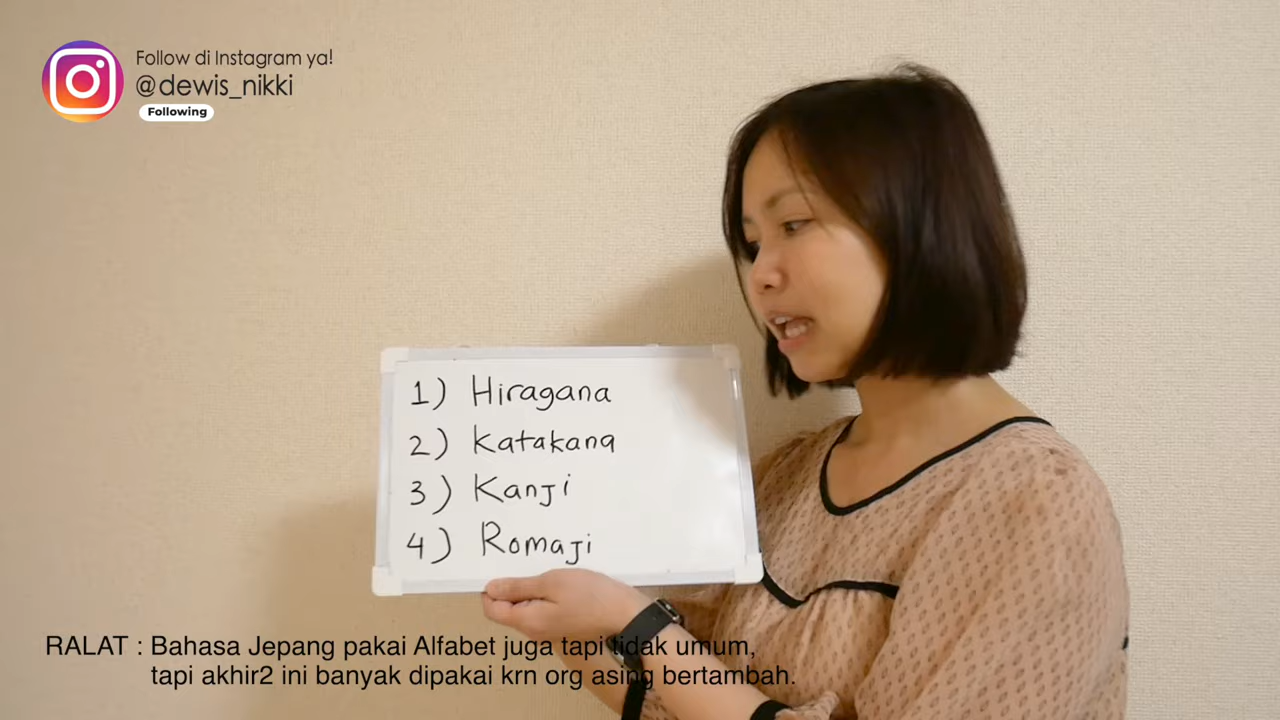 Follow di Instagram ya!
@dewis_nikki
Following
1) Hiragana
2) Katakana
3) Kanji
4) Romaji
RALAT : Bahasa Jepang pakai Alfabet juga tapi tidak umum,
tapi akhir2 ini banyak dipakai krn org asing bertambah.